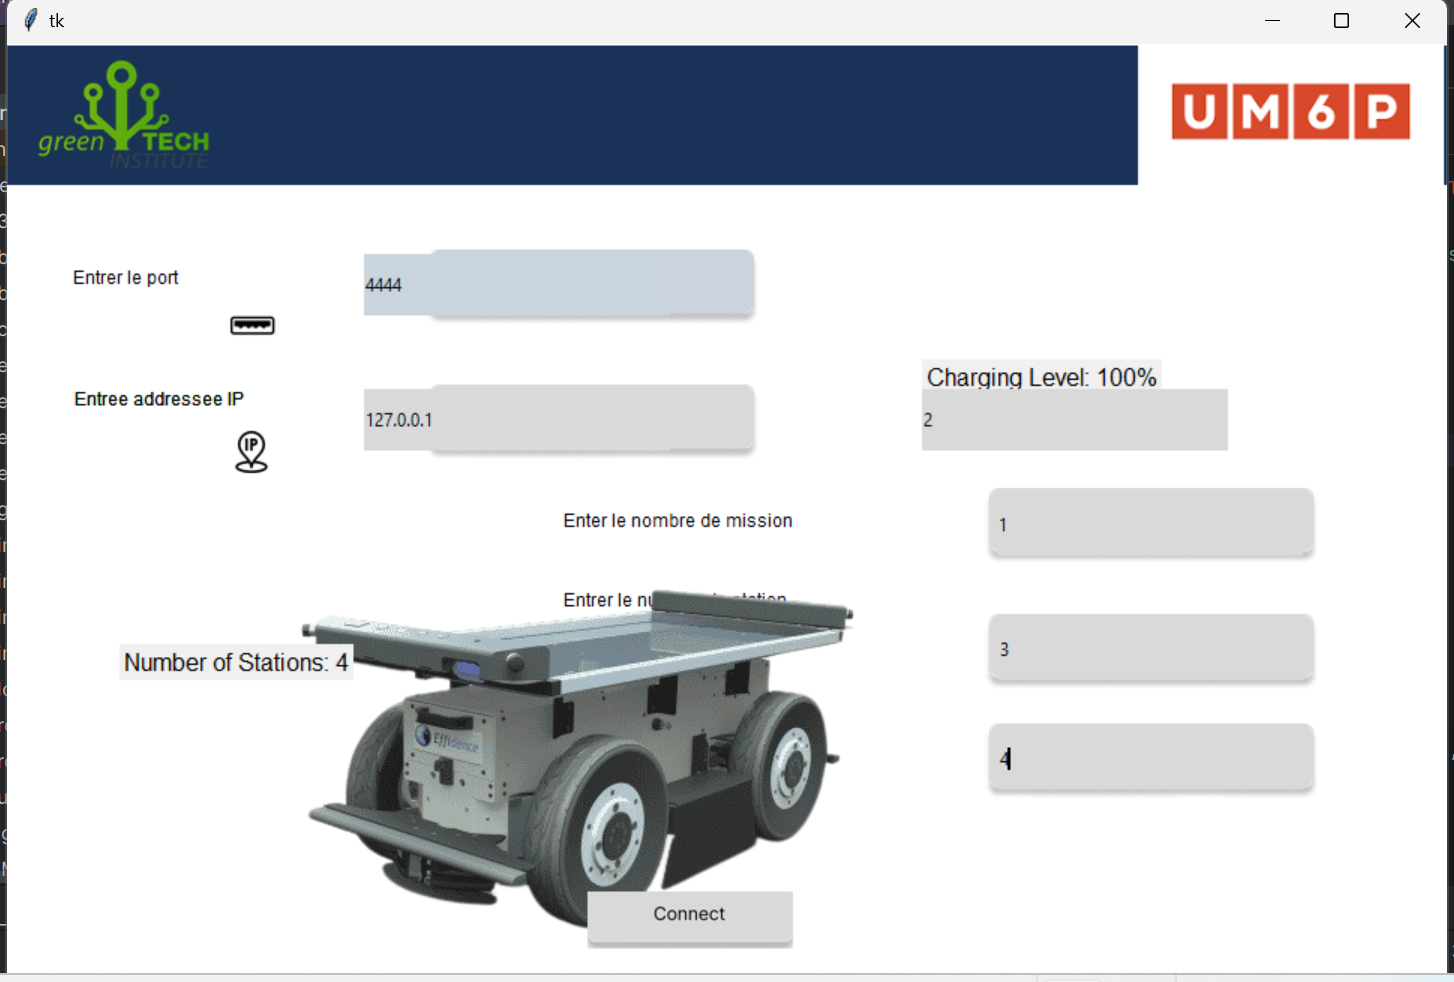 tk
green TECH
INSTITUTE
UM6P
Entrer le port
4444
Charging Level: 100%
Entree addressee IP
127.0.0.1
2
IP
Enter le nombre de mission
1
Entrer le
3
Number of Stations: 4
Effidence
4
Connect